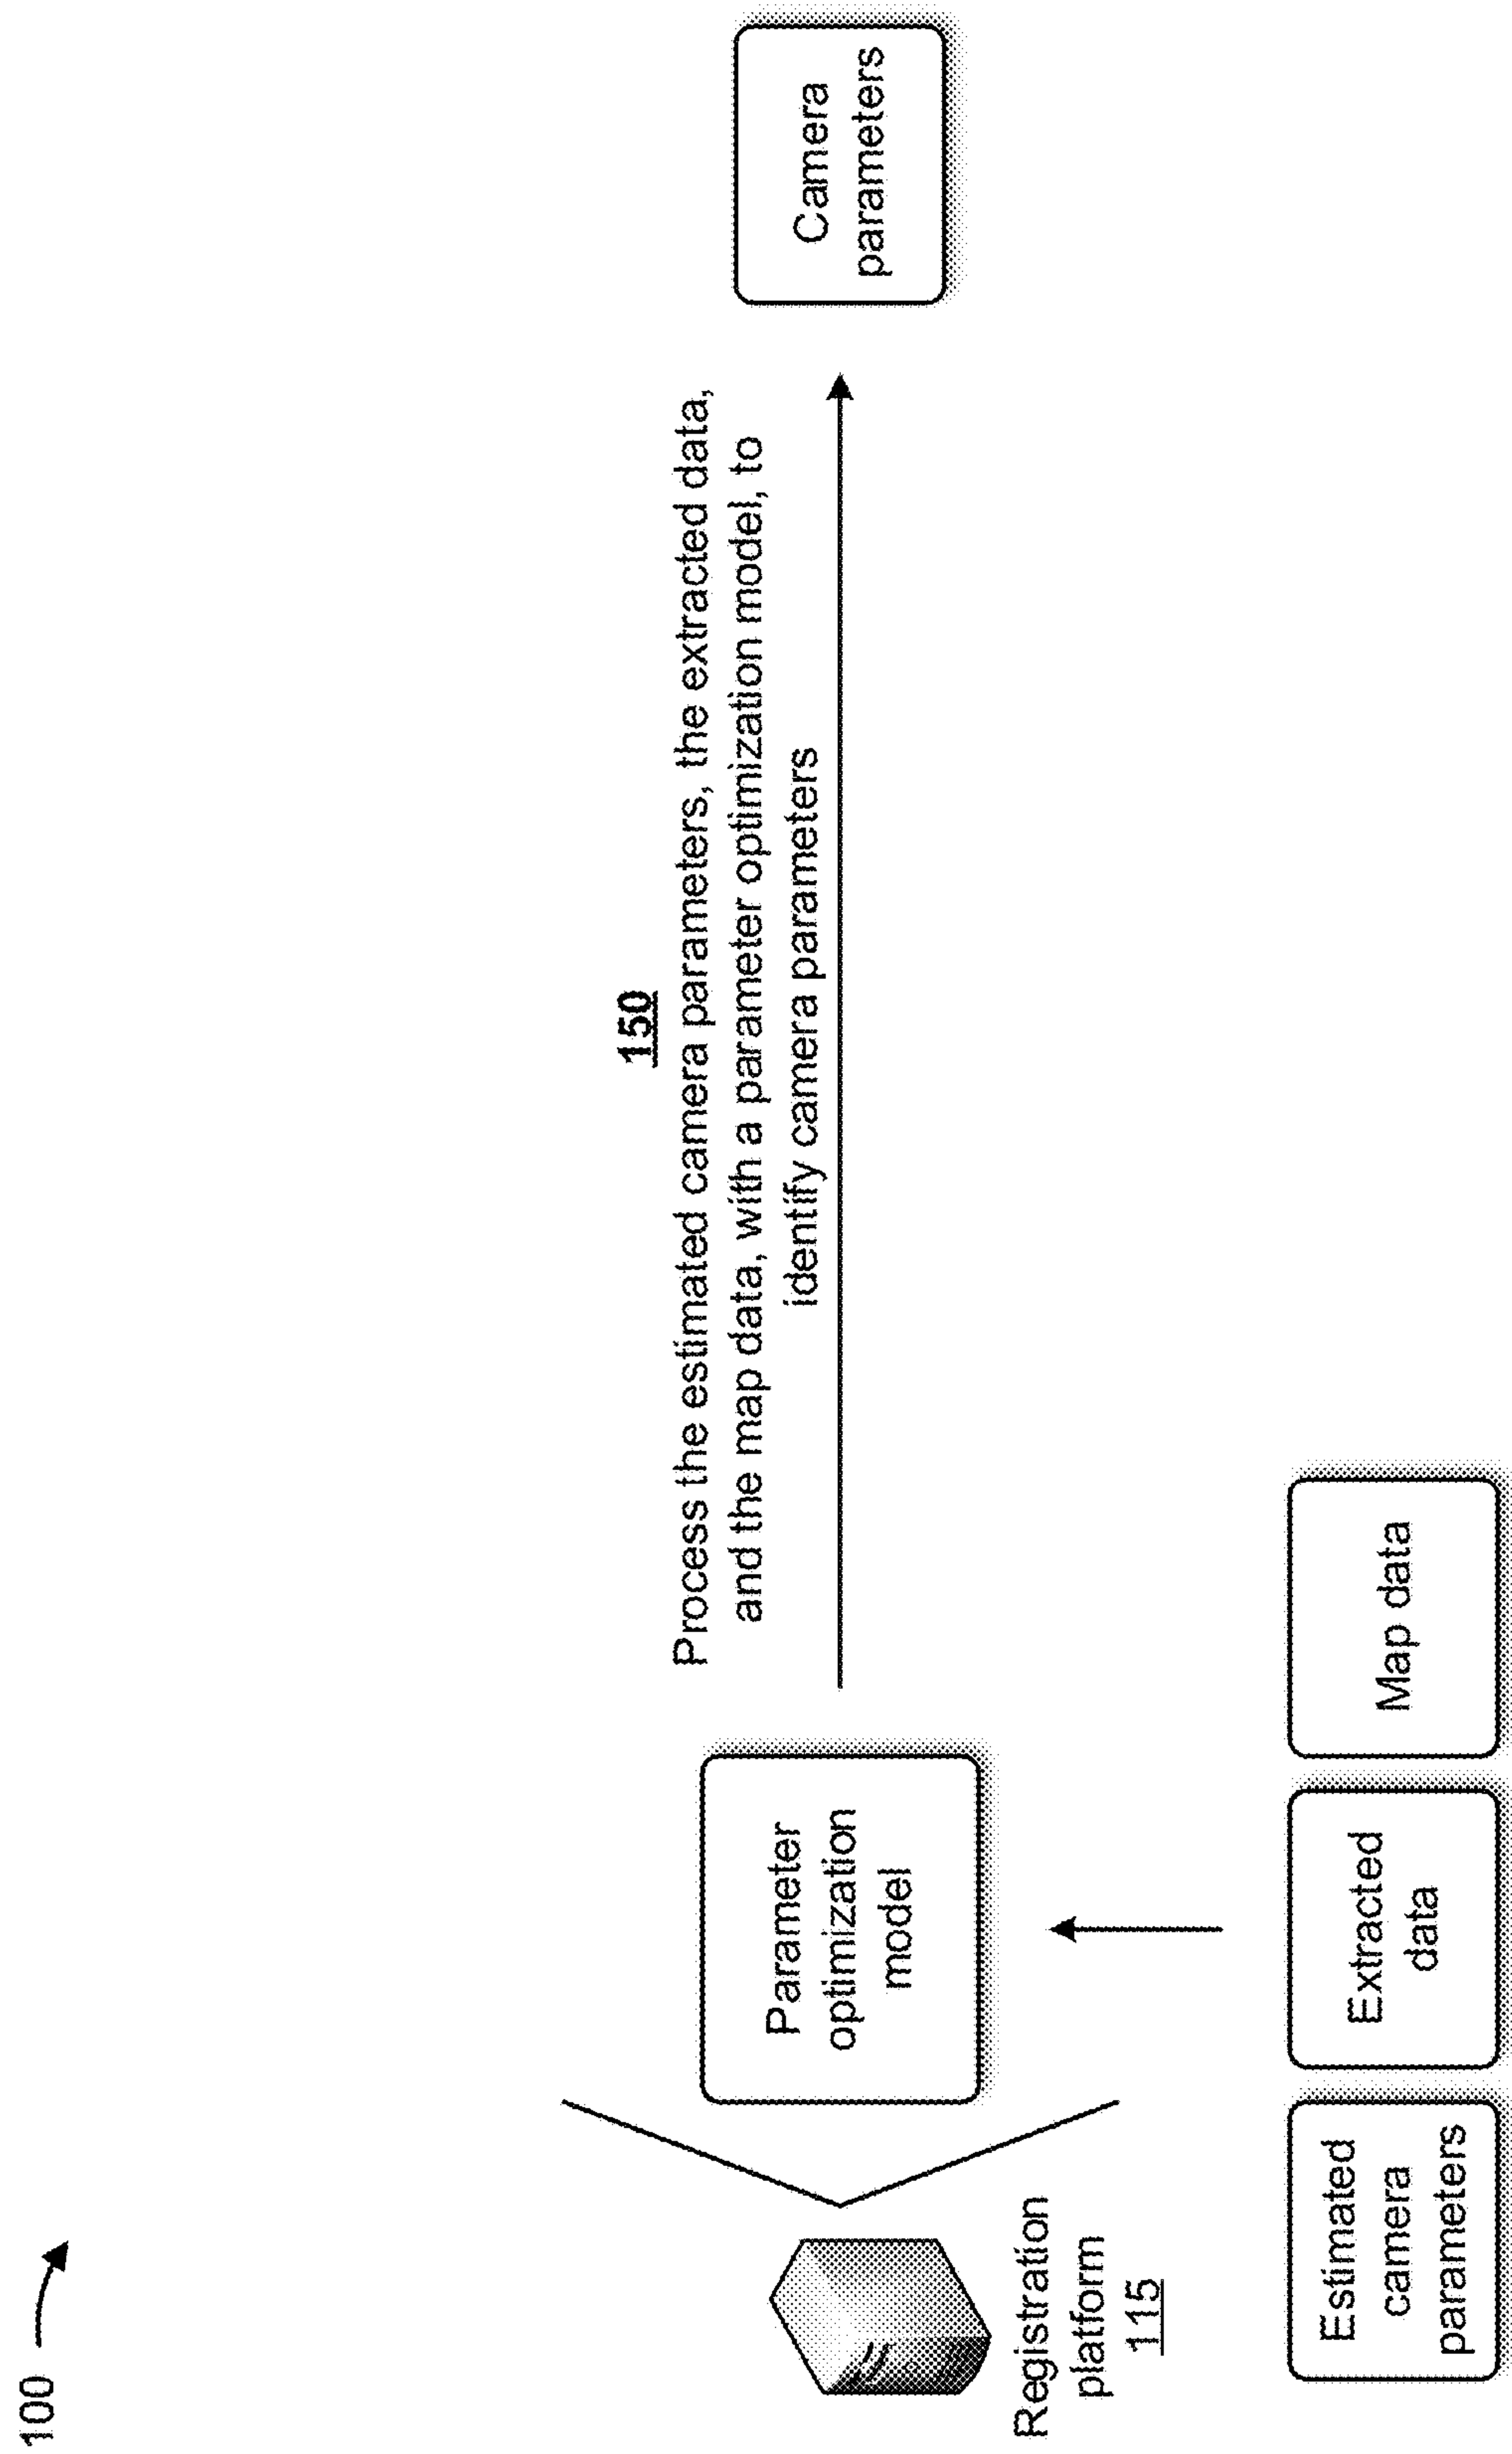 100
150
Process the estimated camera parameters, the extracted data,
and the map data, with a parameter optimization model, to
identify camera parameters
Registration
platform
115
Parameter
optimization
model
Camera
parameters
Estimated
camera
parameters
Extracted
data
Map data